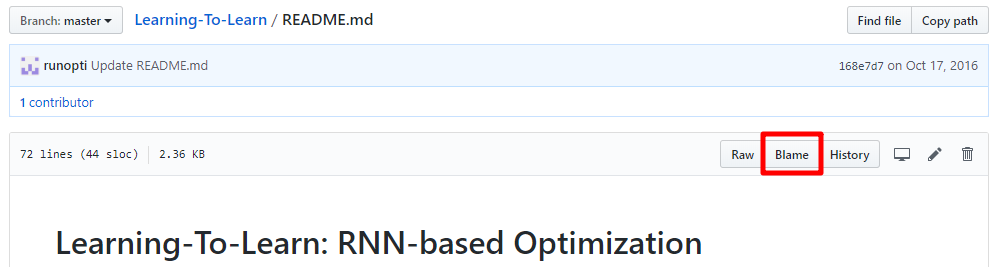 Branch: master Learning-To-Learn / README.md Find file Copy path
runopti Update README.md 168e7d7 on Oct 17, 2016
1 contributor
72 lines (44 sloc) 2.36 KB Raw Blame History
Learning-To-Learn: RNN-based Optimization